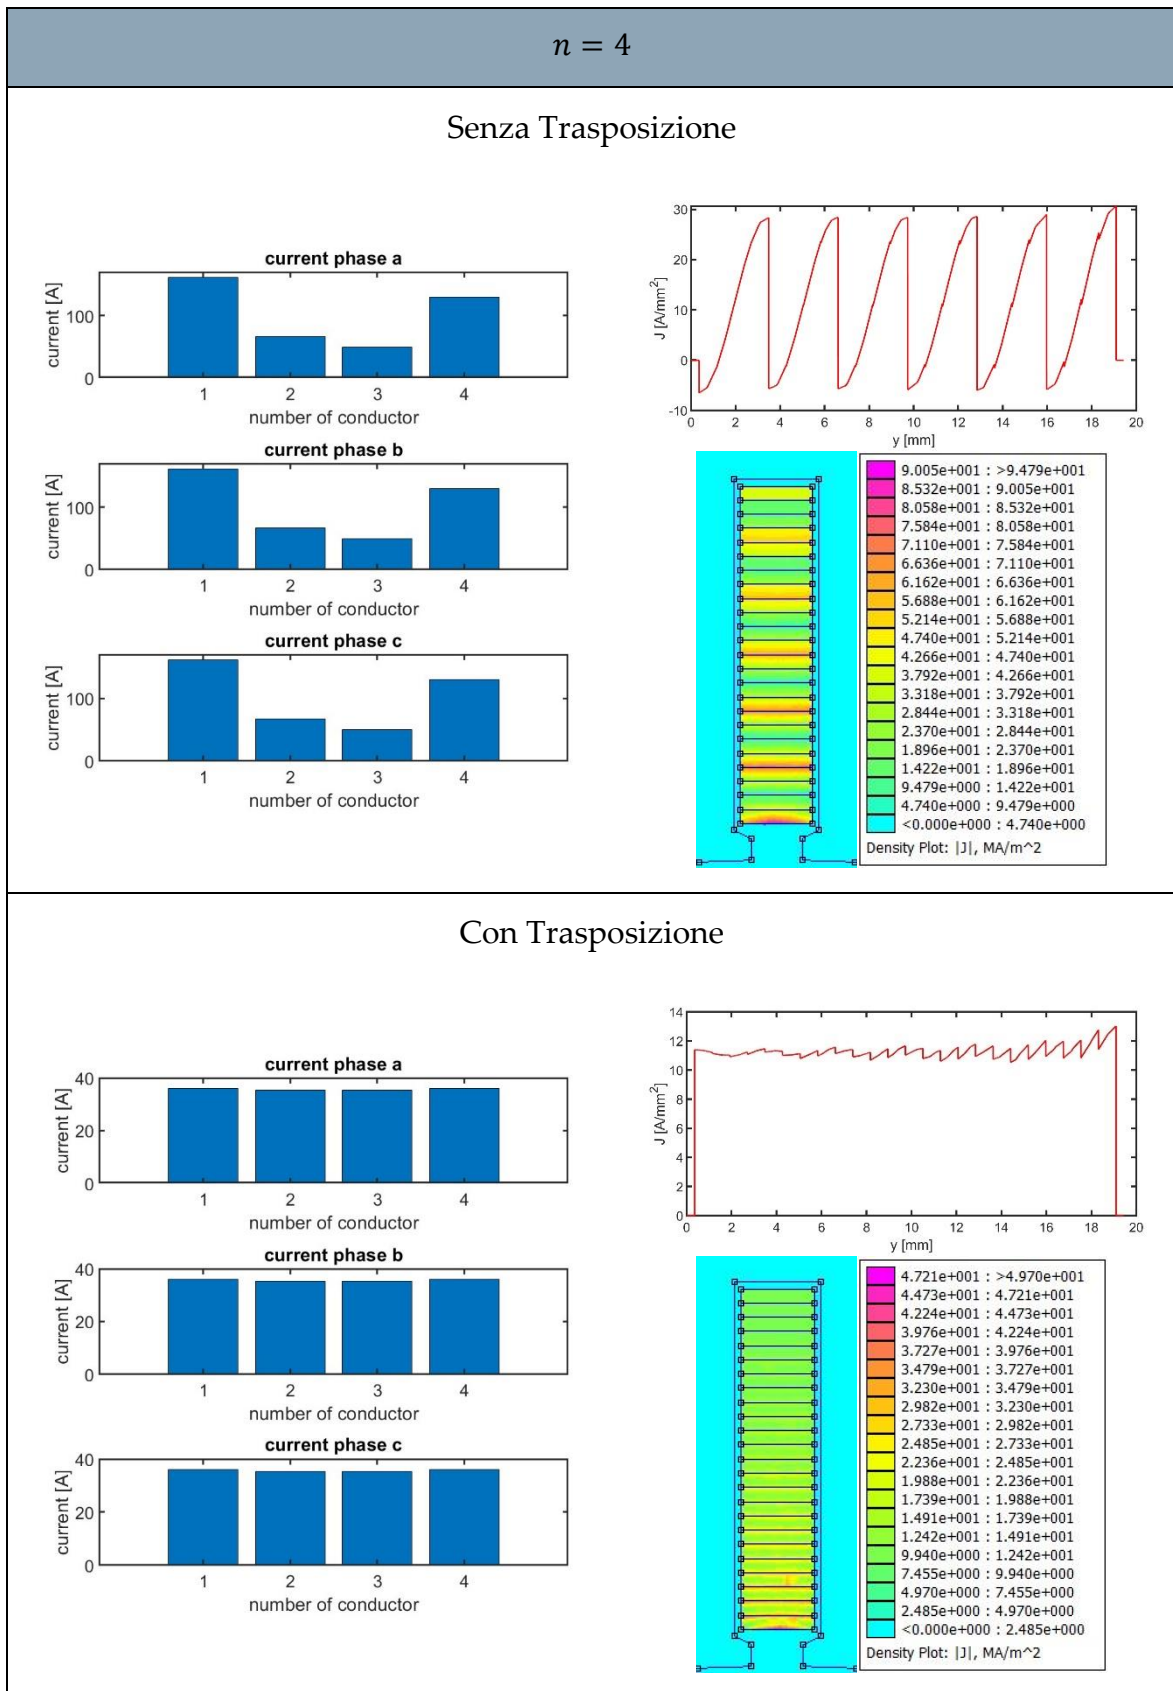 n = 4
Senza Trasposizione
current phase a
current [A]
100
0
1 2 3 4
number of conductor
current phase b
current [A]
100
0
1 2 3 4
number of conductor
current phase c
current [A]
100
0
1 2 3 4
number of conductor
J [A/mm²]
30
20
10
0
-10
0 2 4 6 8 10 12 14 16 18 20
y [mm]
9.005e+001 : >9.479e+001
8.532e+001 : 9.005e+001
8.058e+001 : 8.532e+001
7.584e+001 : 8.058e+001
7.110e+001 : 7.584e+001
6.636e+001 : 7.110e+001
6.162e+001 : 6.636e+001
5.688e+001 : 6.162e+001
5.214e+001 : 5.688e+001
4.740e+001 : 5.214e+001
4.266e+001 : 4.740e+001
3.792e+001 : 4.266e+001
3.318e+001 : 3.792e+001
2.844e+001 : 3.318e+001
2.370e+001 : 2.844e+001
1.896e+001 : 2.370e+001
1.422e+001 : 1.896e+001
9.479e+000 : 1.422e+001
4.740e+000 : 9.479e+000
<0.000e+000 : 4.740e+000
Density Plot: |J|, MA/m^2
Con Trasposizione
current phase a
current [A]
40
20
0
1 2 3 4
number of conductor
current phase b
current [A]
40
20
0
1 2 3 4
number of conductor
current phase c
current [A]
40
20
0
1 2 3 4
number of conductor
J [A/mm²]
14
12
10
8
6
4
2
0
0 2 4 6 8 10 12 14 16 18 20
y [mm]
4.721e+001 : >4.970e+001
4.473e+001 : 4.721e+001
4.224e+001 : 4.473e+001
3.976e+001 : 4.224e+001
3.727e+001 : 3.976e+001
3.479e+001 : 3.727e+001
3.230e+001 : 3.479e+001
2.982e+001 : 3.230e+001
2.733e+001 : 2.982e+001
2.485e+001 : 2.733e+001
2.236e+001 : 2.485e+001
1.988e+001 : 2.236e+001
1.739e+001 : 1.988e+001
1.491e+001 : 1.739e+001
1.242e+001 : 1.491e+001
9.940e+000 : 1.242e+001
7.455e+000 : 9.940e+000
4.970e+000 : 7.455e+000
2.485e+000 : 4.970e+000
<0.000e+000 : 2.485e+000
Density Plot: |J|, MA/m^2